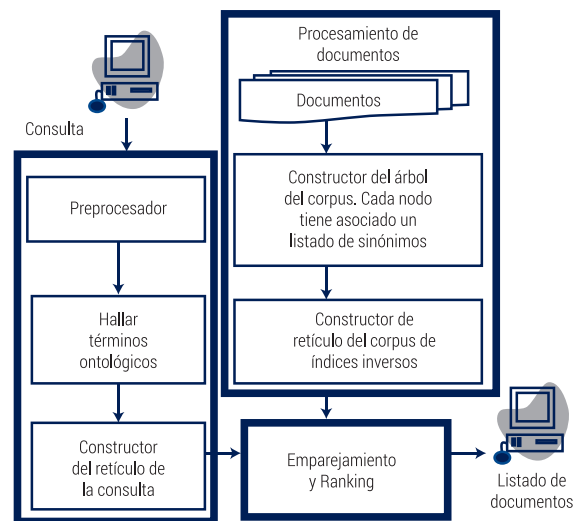 Consulta
Preprocesador
Hallar
términos
ontológicos
Constructor
del retículo de
la consulta
Procesamiento de
documentos
Documentos
Constructor del árbol
del corpus. Cada nodo
tiene asociado un
listado de sinónimos
Constructor de
retículo del corpus de
índices inversos
Emparejamiento
y Ranking
Listado de
documentos